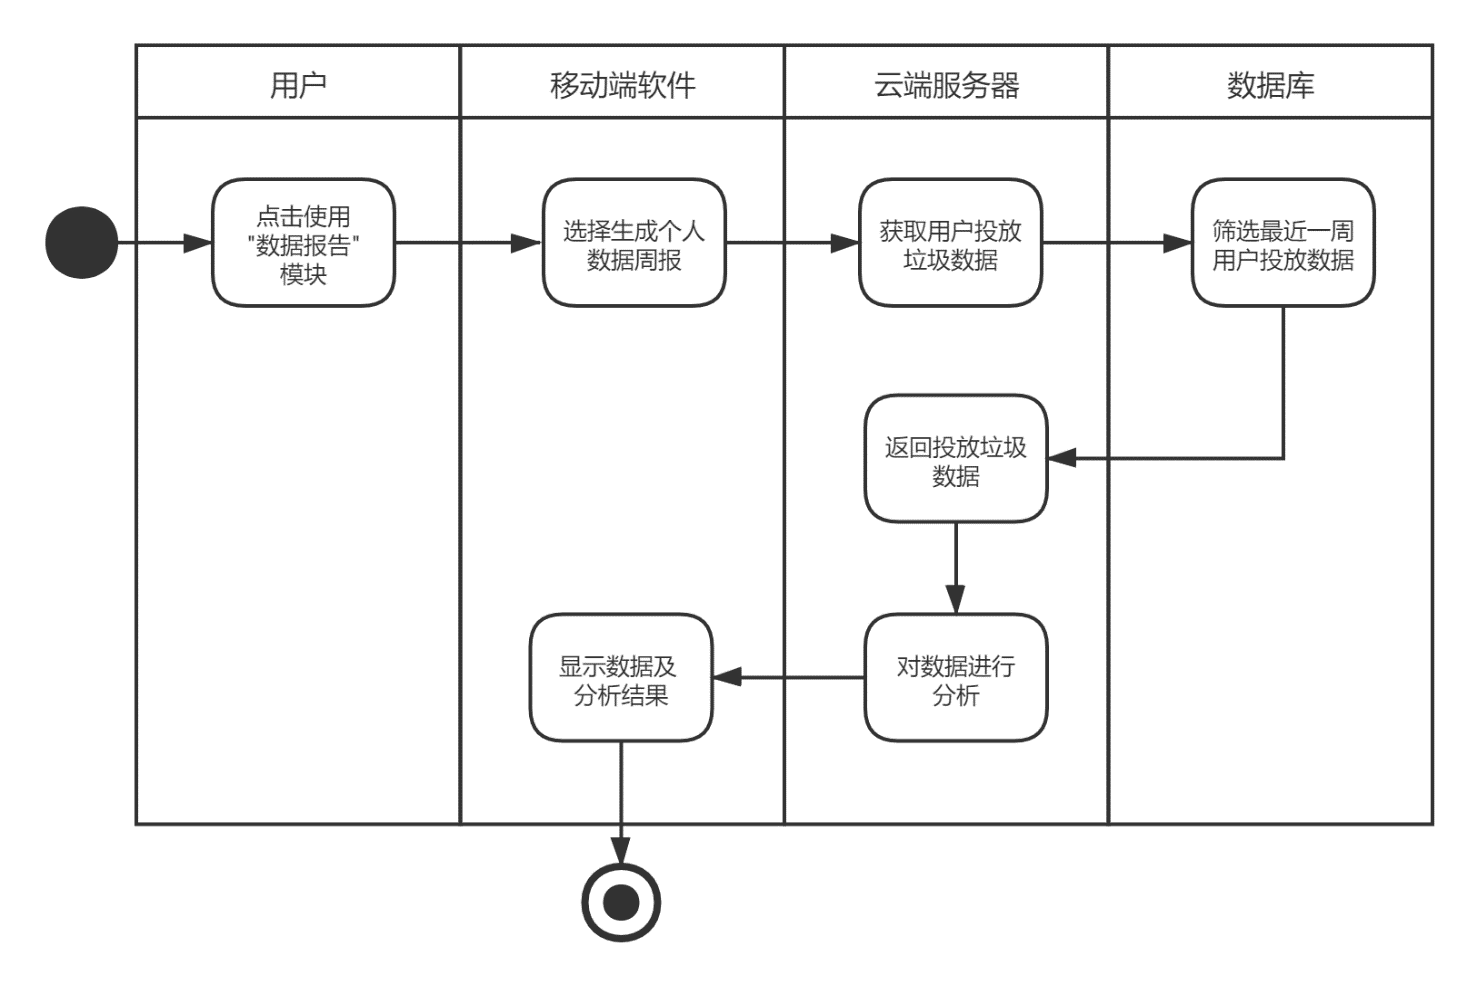 用户
移动端软件
云端服务器
数据库
点击使用
"数据报告"
模块
选择生成个人
数据周报
获取用户投放
垃圾数据
筛选最近一周
用户投放数据
返回投放垃圾
数据
显示数据及
分析结果
对数据进行
分析